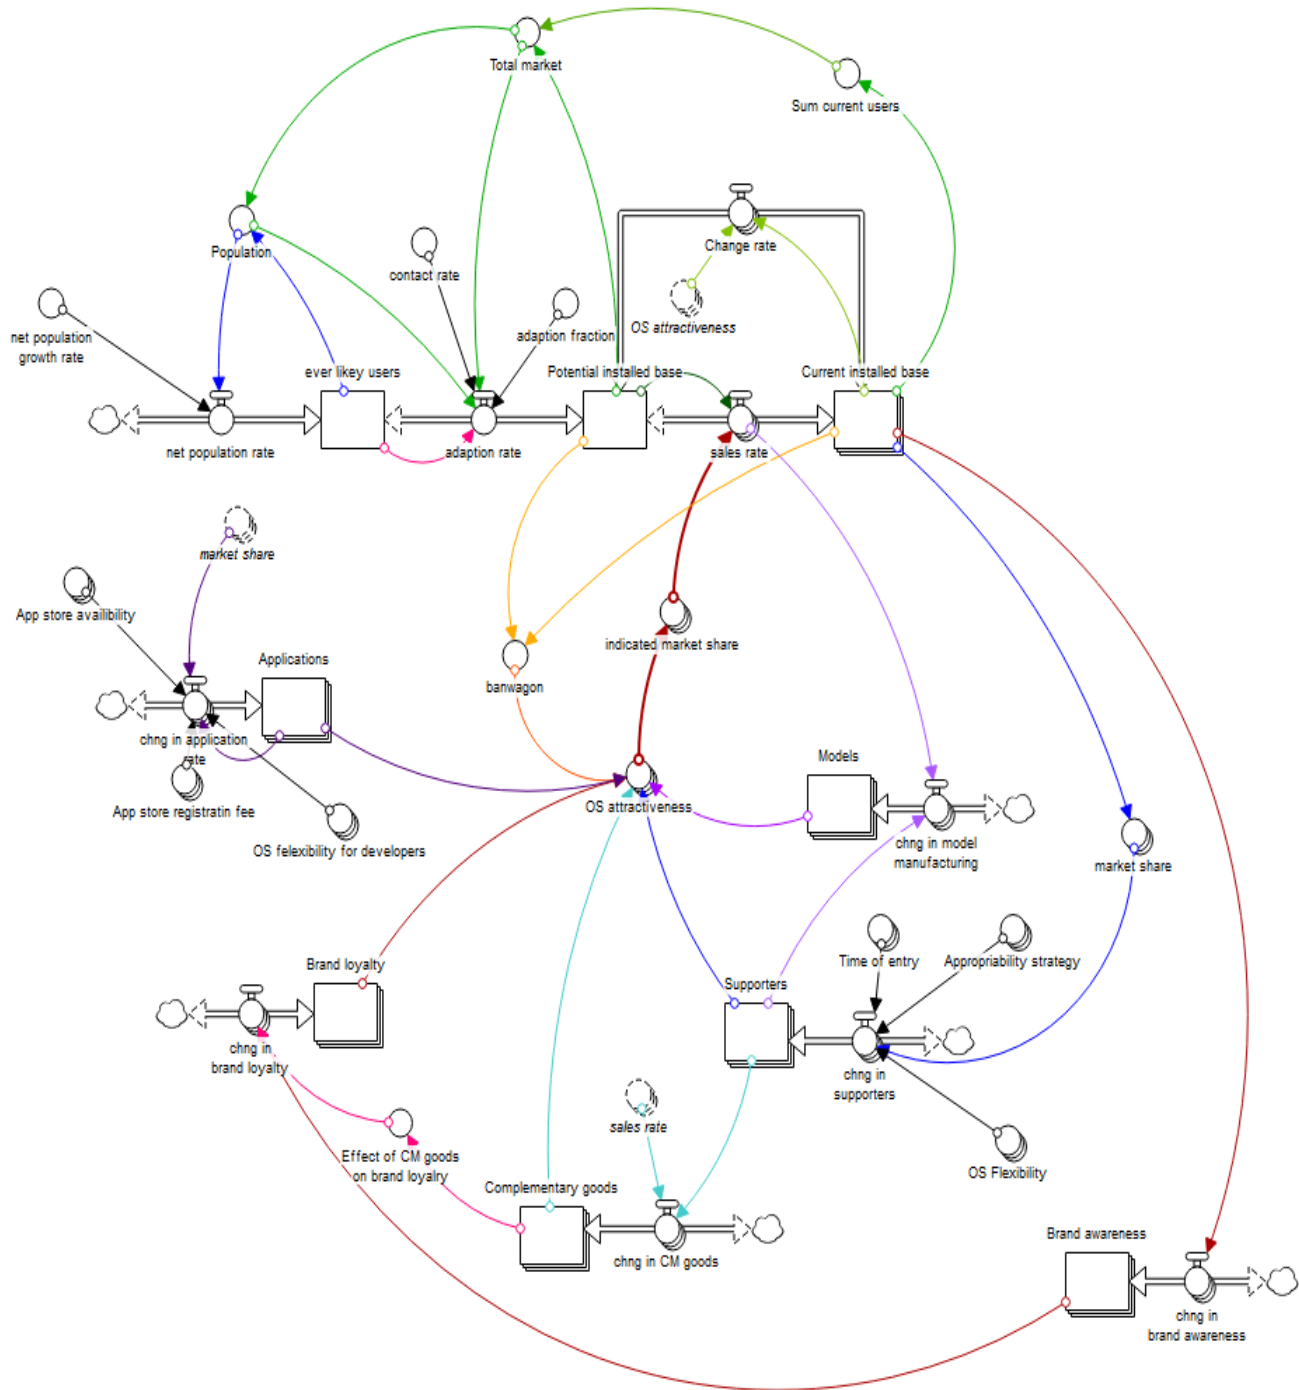 Total market
Sum current users
Population
Change rate
contact rate
OS attractiveness
net population
growth rate
adaption fraction
ever likey users
Potential installed base
Current installed base
net population rate
adaption rate
sales rate
market share
App store availibility
indicated market share
Applications
banwagon
chng in application
rate
Models
App store registratin fee
OS attractiveness
OS felexibility for developers
chng in model
manufacturing
market share
Time of entry
Appropriability strategy
Brand loyalty
Supporters
chng in
brand loyalty
chng in
supporters
sales rate
Effect of CM goods
on brand loyalry
OS Flexibility
Complementary goods
chng in CM goods
Brand awareness
chng in
brand awareness